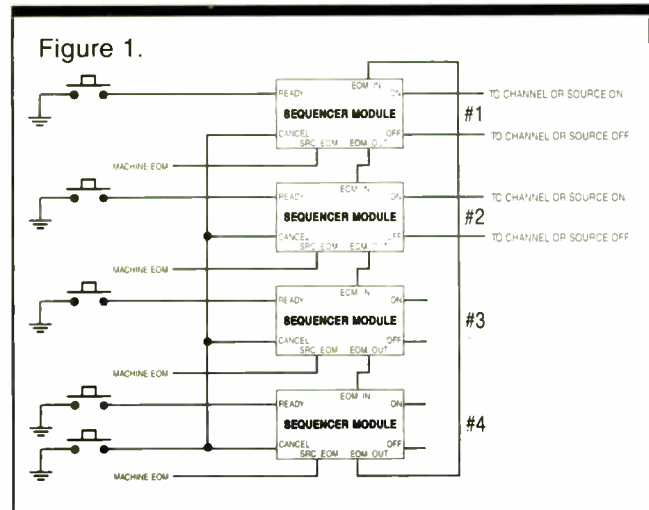 Figure 1.
EOM IN
READY
ON
TO CHANNEL OR SOURCE ON
SEQUENCER MODULE
#1
CANCEL
OFF
TO CHANNEL OR SOURCE OFF
SRC EOM
EOM OUT
MACHINE EOM
EOM IN
READY
ON
TO CHANNEL OR SOURCE ON
SEQUENCER MODULE
#2
CANCEL
OFF
TO CHANNEL OR SOURCE OFF
SRC EOM
EOM OUT
MACHINE EOM
EOM IN
READY
ON
SEQUENCER MODULE
#3
CANCEL
OFF
SRC EOM
EOM OUT
MACHINE EOM
EOM IN
READY
ON
SEQUENCER MODULE
#4
CANCEL
OFF
SRC EOM
EOM OUT
MACHINE EOM